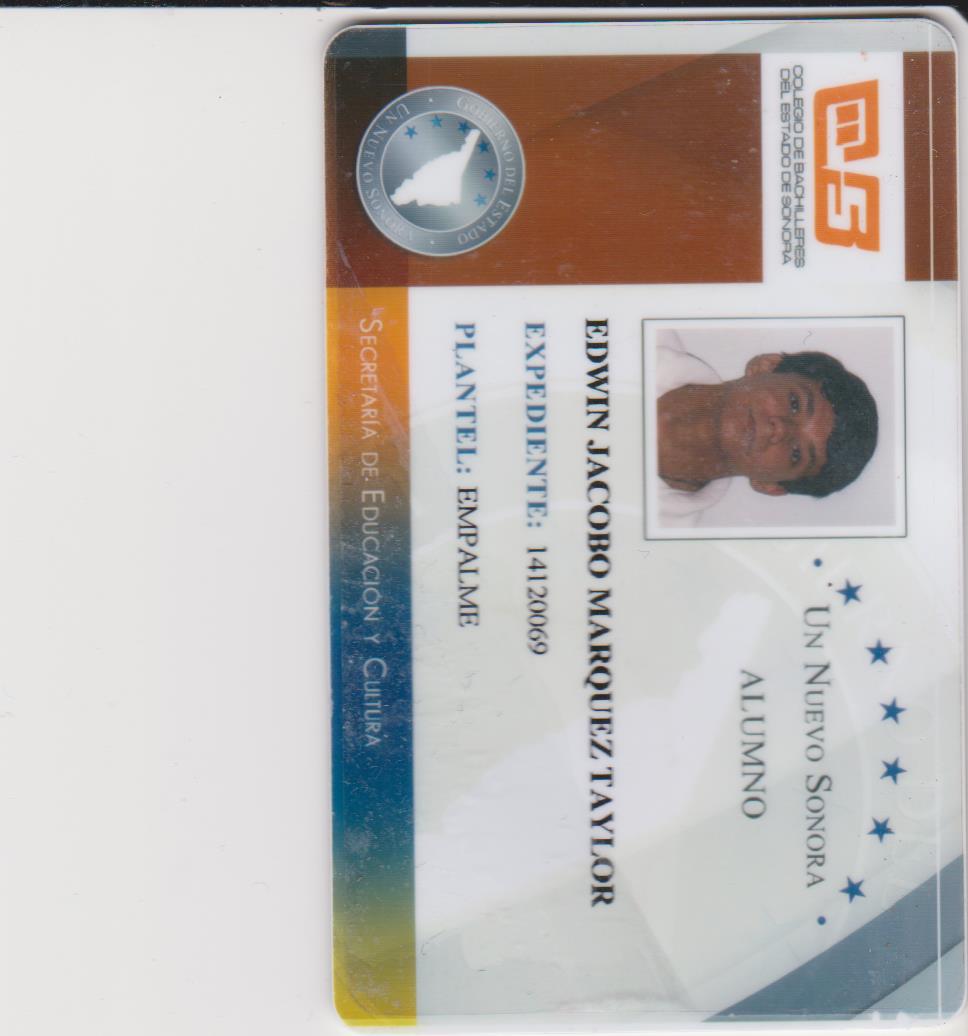 COLEGIO DE BACHILLERES
DEL ESTADO DE SONORA
UN NUEVO SONORA
ALUMNO
EDWIN JACOBO MARQUEZ TAYLOR
EXPEDIENTE: 14120069
PLANTEL: EMPALME
GOBIERNO DEL ESTADO
UN NUEVO SONORA
SECRETARIA DE EDUCACIÓN Y CULTURA